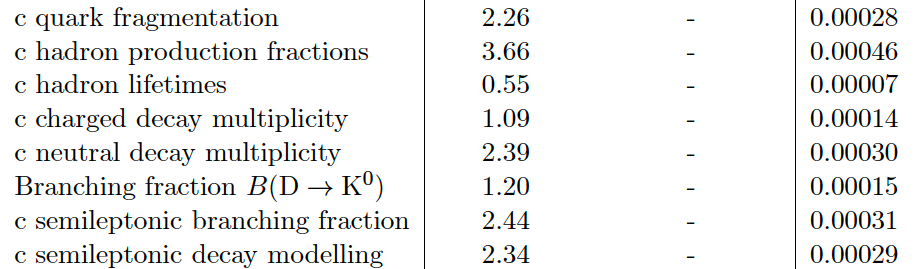 c quark fragmentation 2.26 - 0.00028
c hadron production fractions 3.66 - 0.00046
c hadron lifetimes 0.55 - 0.00007
c charged decay multiplicity 1.09 - 0.00014
c neutral decay multiplicity 2.39 - 0.00030
Branching fraction B(D → K⁰) 1.20 - 0.00015
c semileptonic branching fraction 2.44 - 0.00031
c semileptonic decay modelling 2.34 - 0.00029